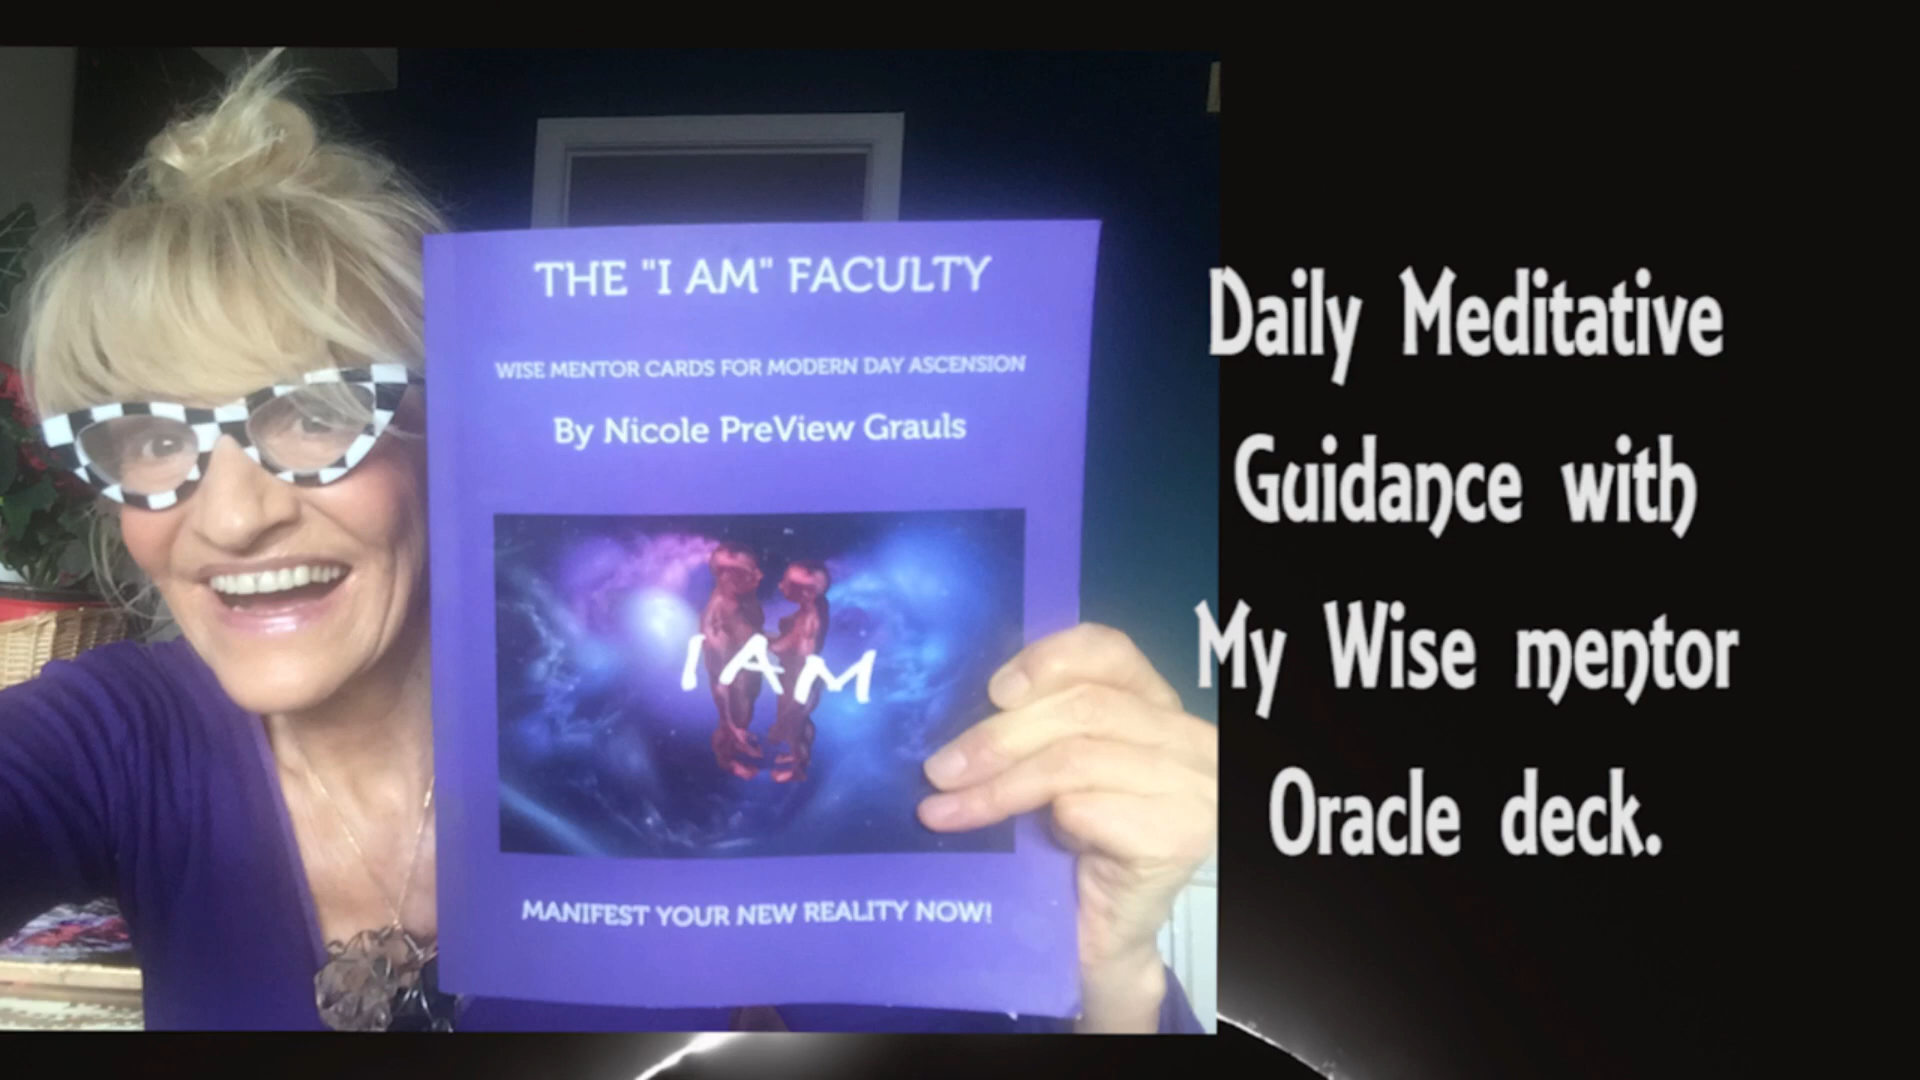 THE "I AM" FACULTY
WISE MENTOR CARDS FOR MODERN DAY ASCENSION
By Nicole PreView Grauls
I AM
MANIFEST YOUR NEW REALITY NOW!
Daily Meditative
Guidance with
My Wise mentor
Oracle deck.